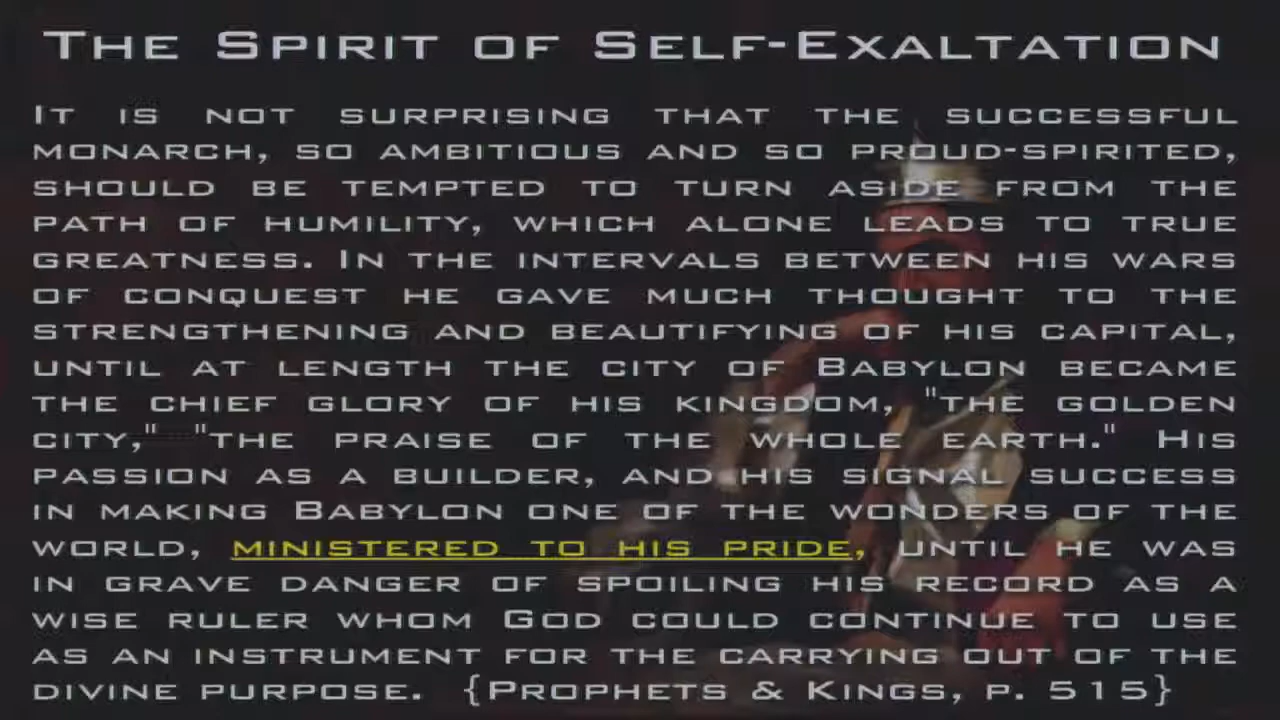 The Spirit of Self-Exaltation
It is not surprising that the successful
monarch, so ambitious and so proud-spirited,
should be tempted to turn aside from the
path of humility, which alone leads to true
greatness. In the intervals between his wars
of conquest he gave much thought to the
strengthening and beautifying of his capital,
until at length the city of Babylon became
the chief glory of his kingdom, "the golden
city," "the praise of the whole earth." His
passion as a builder, and his signal success
in making Babylon one of the wonders of the
world, ministered to his pride, until he was
in grave danger of spoiling his record as a
wise ruler whom God could continue to use
as an instrument for the carrying out of the
divine purpose. {Prophets & Kings, p. 515}